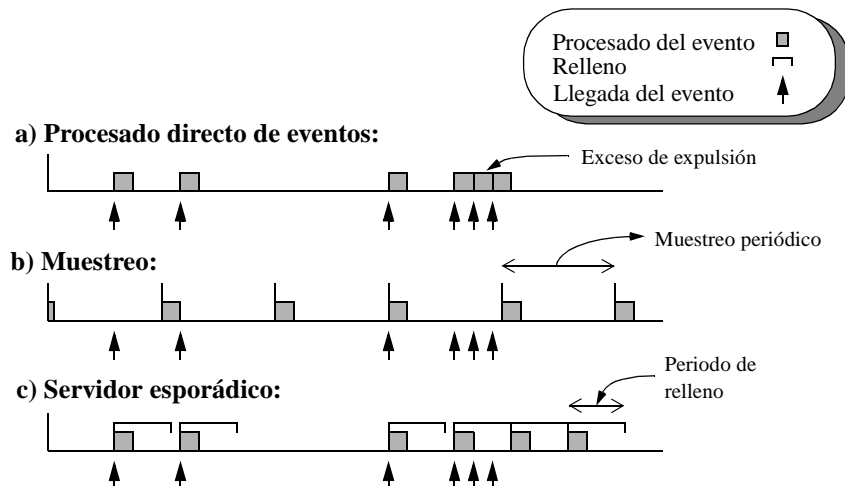 Procesado del evento
Relleno
Llegada del evento
a) Procesado directo de eventos:
Exceso de expulsión
Muestreo periódico
b) Muestreo:
Periodo de
relleno
c) Servidor esporádico: